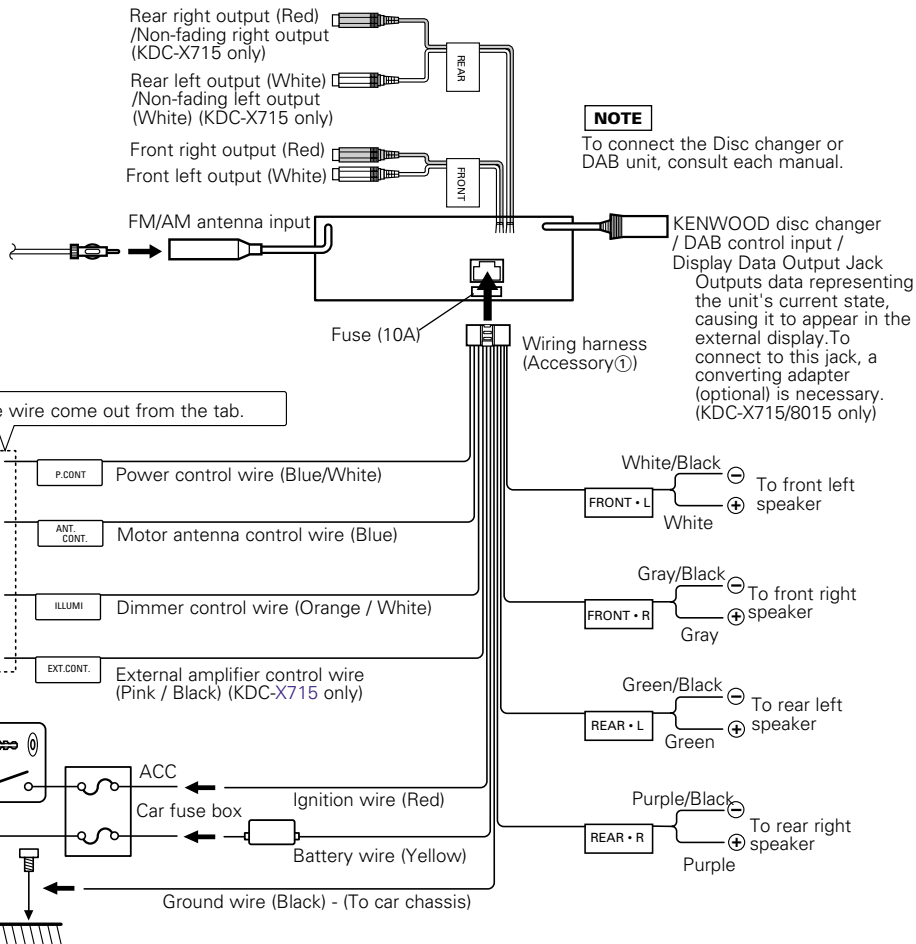 Rear right output (Red)
/Non-fading right output
(KDC-X715 only)
REAR
Rear left output (White)
/Non-fading left output
(White) (KDC-X715 only)
NOTE
To connect the Disc changer or
DAB unit, consult each manual.
Front right output (Red)
Front left output (White)
FRONT
FM/AM antenna input
KENWOOD disc changer
/ DAB control input /
Display Data Output Jack
Outputs data representing
the unit's current state,
causing it to appear in the
external display.To
connect to this jack, a
converting adapter
(optional) is necessary.
(KDC-X715/8015 only)
Fuse (10A)
Wiring harness
(Accessory①)
e wire come out from the tab.
P.CONT
Power control wire (Blue/White)
ANT.
CONT.
Motor antenna control wire (Blue)
ILLUMI
Dimmer control wire (Orange / White)
EXT.CONT.
External amplifier control wire
(Pink / Black) (KDC-X715 only)
White/Black
⊖
To front left
speaker
FRONT • L
⊕
White
Gray/Black
⊖
To front right
speaker
FRONT • R
⊕
Gray
Green/Black
⊖
To rear left
speaker
REAR • L
⊕
Green
Purple/Black
⊖
To rear right
speaker
REAR • R
⊕
Purple
ACC
Ignition wire (Red)
Car fuse box
Battery wire (Yellow)
Ground wire (Black) - (To car chassis)